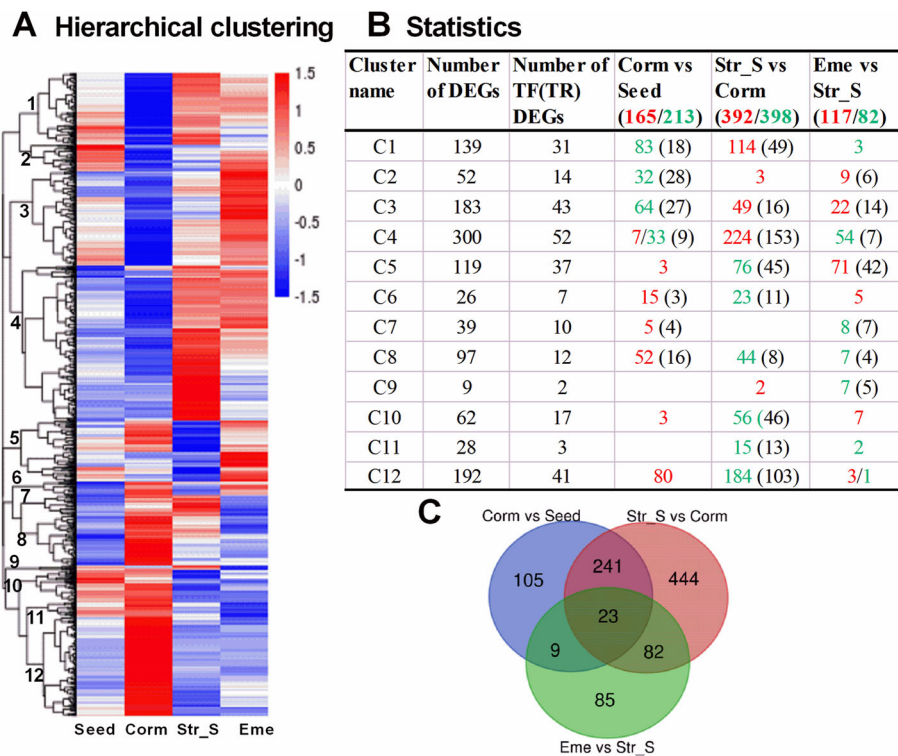 A Hierarchical clustering
1.5
1
0.5
0
-0.5
-1
-1.5
1
2
3
4
5
6
7
8
9
10
11
12
Seed Corm Str_S Eme
B Statistics
Cluster name Number of DEGs Number of TF(TR) DEGs Corm vs Seed (165/213) Str_S vs Corm (392/398) Eme vs Str_S (117/82)
C1 139 31 83 (18) 114 (49) 3
C2 52 14 32 (28) 3 9 (6)
C3 183 43 64 (27) 49 (16) 22 (14)
C4 300 52 7/33 (9) 224 (153) 54 (7)
C5 119 37 3 76 (45) 71 (42)
C6 26 7 15 (3) 23 (11) 5
C7 39 10 5 (4) 8 (7)
C8 97 12 52 (16) 44 (8) 7 (4)
C9 9 2 2 7 (5)
C10 62 17 3 56 (46) 7
C11 28 3 15 (13) 2
C12 192 41 80 184 (103) 3/1
C
Corm vs Seed Str_S vs Corm
105 241 444
23
9 82
85
Eme vs Str_S